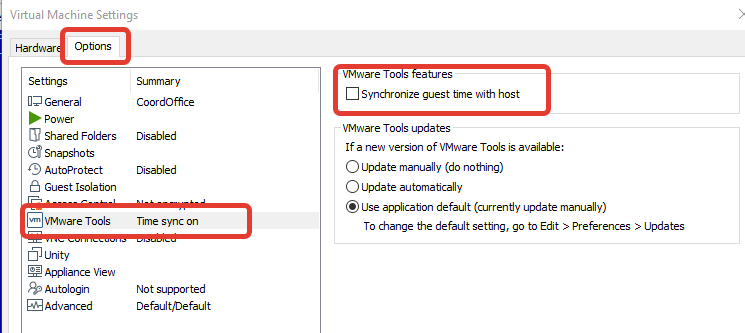 Virtual Machine Settings
Hardware Options
Settings Summary
General CoordOffice
Power
Shared Folders Disabled
Snapshots
AutoProtect Disabled
Guest Isolation
Access Control Not encrypted
vm VMware Tools Time sync on
VNC Connections Disabled
Unity
Appliance View
Autologin Not supported
Advanced Default/Default
VMware Tools features
Synchronize guest time with host
VMware Tools updates
If a new version of VMware Tools is available:
Update manually (do nothing)
Update automatically
Use application default (currently update manually)
To change the default setting, go to Edit > Preferences > Updates